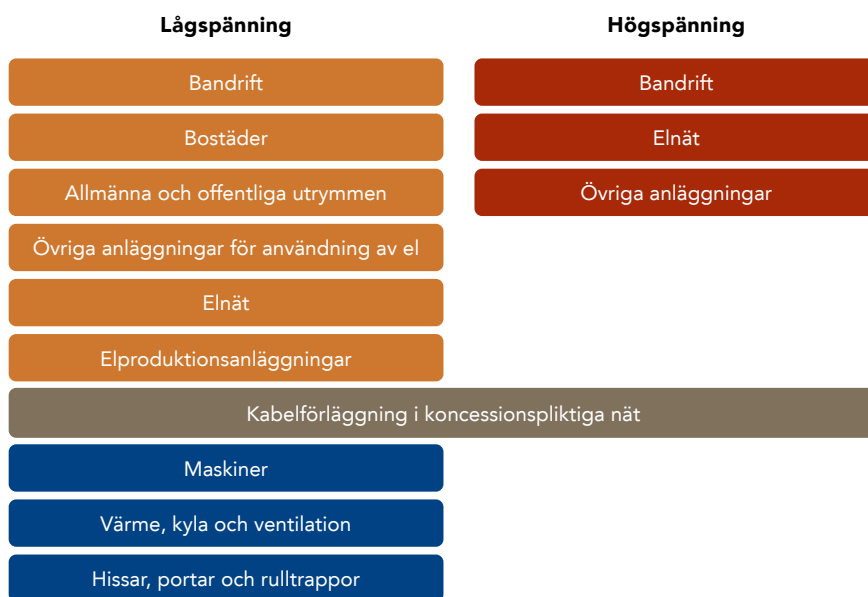 Lågspänning
Högspänning
Bandrift
Bandrift
Bostäder
Elnät
Allmänna och offentliga utrymmen
Övriga anläggningar
Övriga anläggningar för användning av el
Elnät
Elproduktionsanläggningar
Kabelförläggning i koncessionspliktiga nät
Maskiner
Värme, kyla och ventilation
Hissar, portar och rulltrappor